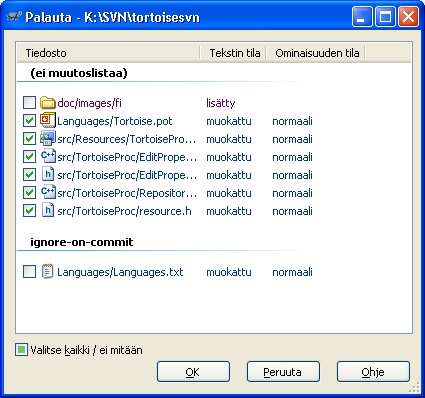 Palauta - K:\SVN\tortoisesvn
Tiedosto Tekstin tila Ominaisuuden tila
(ei muutoslistaa)
doc/images/fi lisätty
Languages/Tortoise.pot muokattu normaali
src/Resources/TortoisePro... muokattu normaali
src/TortoiseProc/EditPrope... muokattu normaali
src/TortoiseProc/EditPrope... muokattu normaali
src/TortoiseProc/Repositor... muokattu normaali
src/TortoiseProc/resource.h muokattu normaali
ignore-on-commit
Languages/Languages.txt muokattu normaali
Valitse kaikki / ei mitään
OK Peruuta Ohje